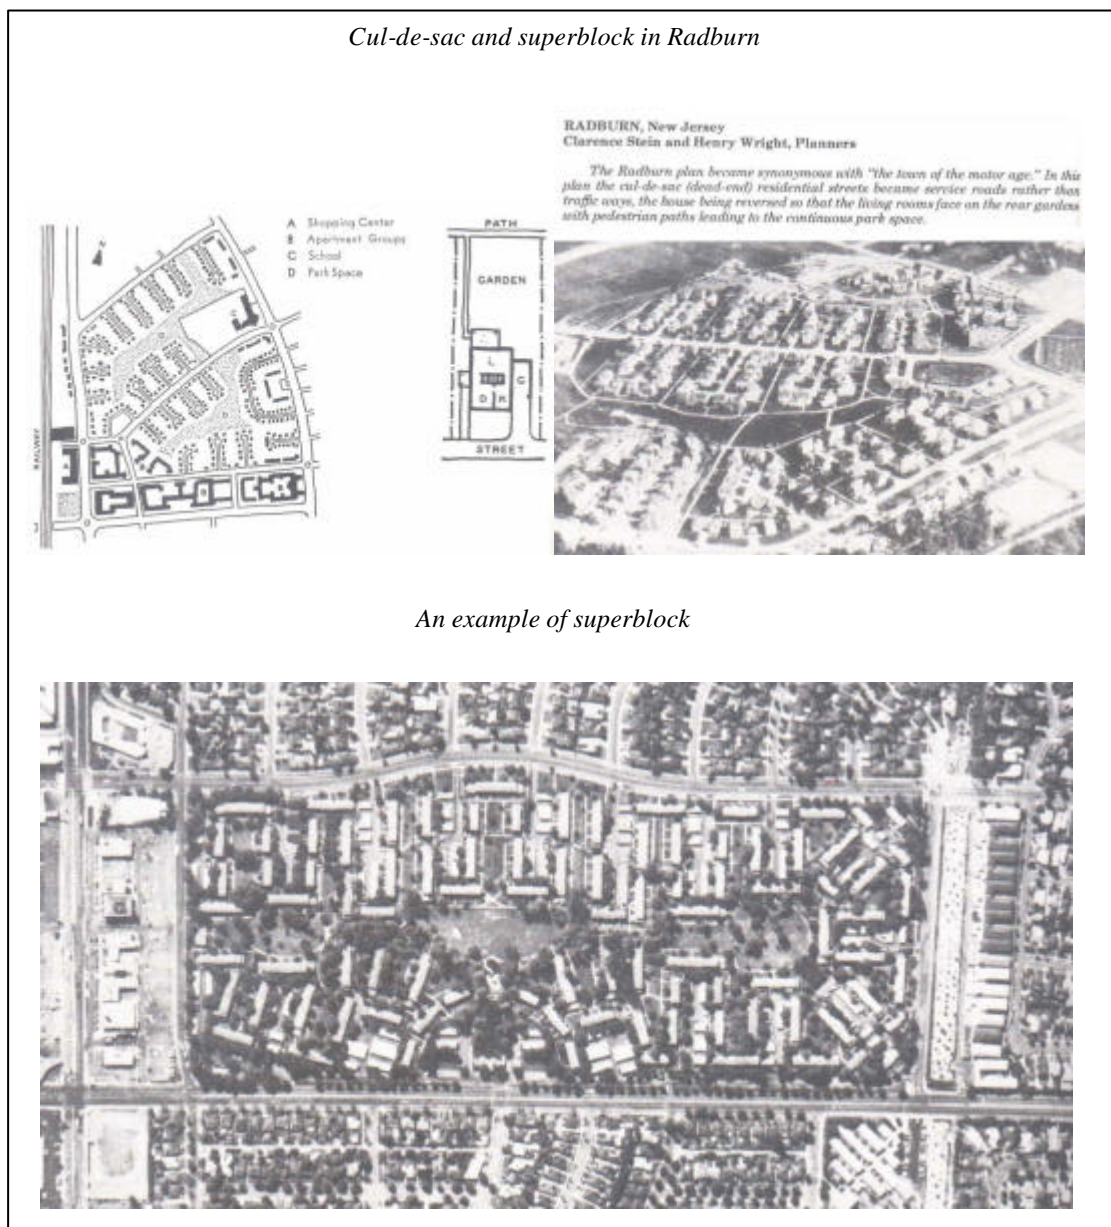 Cul-de-sac and superblock in Radburn
RADBURN, New Jersey
Clarence Stein and Henry Wright, Planners
The Radburn plan became synonymous with "the town of the motor age." In this
plan the cul-de-sac (dead-end) residential streets became service roads rather than
traffic ways, the house being reversed so that the living rooms face on the rear gardens
with pedestrian paths leading to the continuous park space.
A Shopping Center
B Apartment Groups
C School
D Park Space
N
RAILWAY
PATH
GARDEN
L
G
D K
STREET
An example of superblock